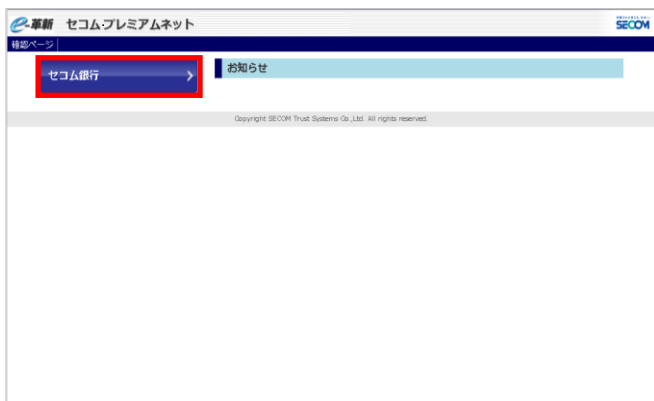 e-革新 セコム・プレミアムネット
SECOM
確認ページ
セコム銀行
お知らせ
Copyright SECOM Trust Systems Co.,Ltd. All rights reserved.